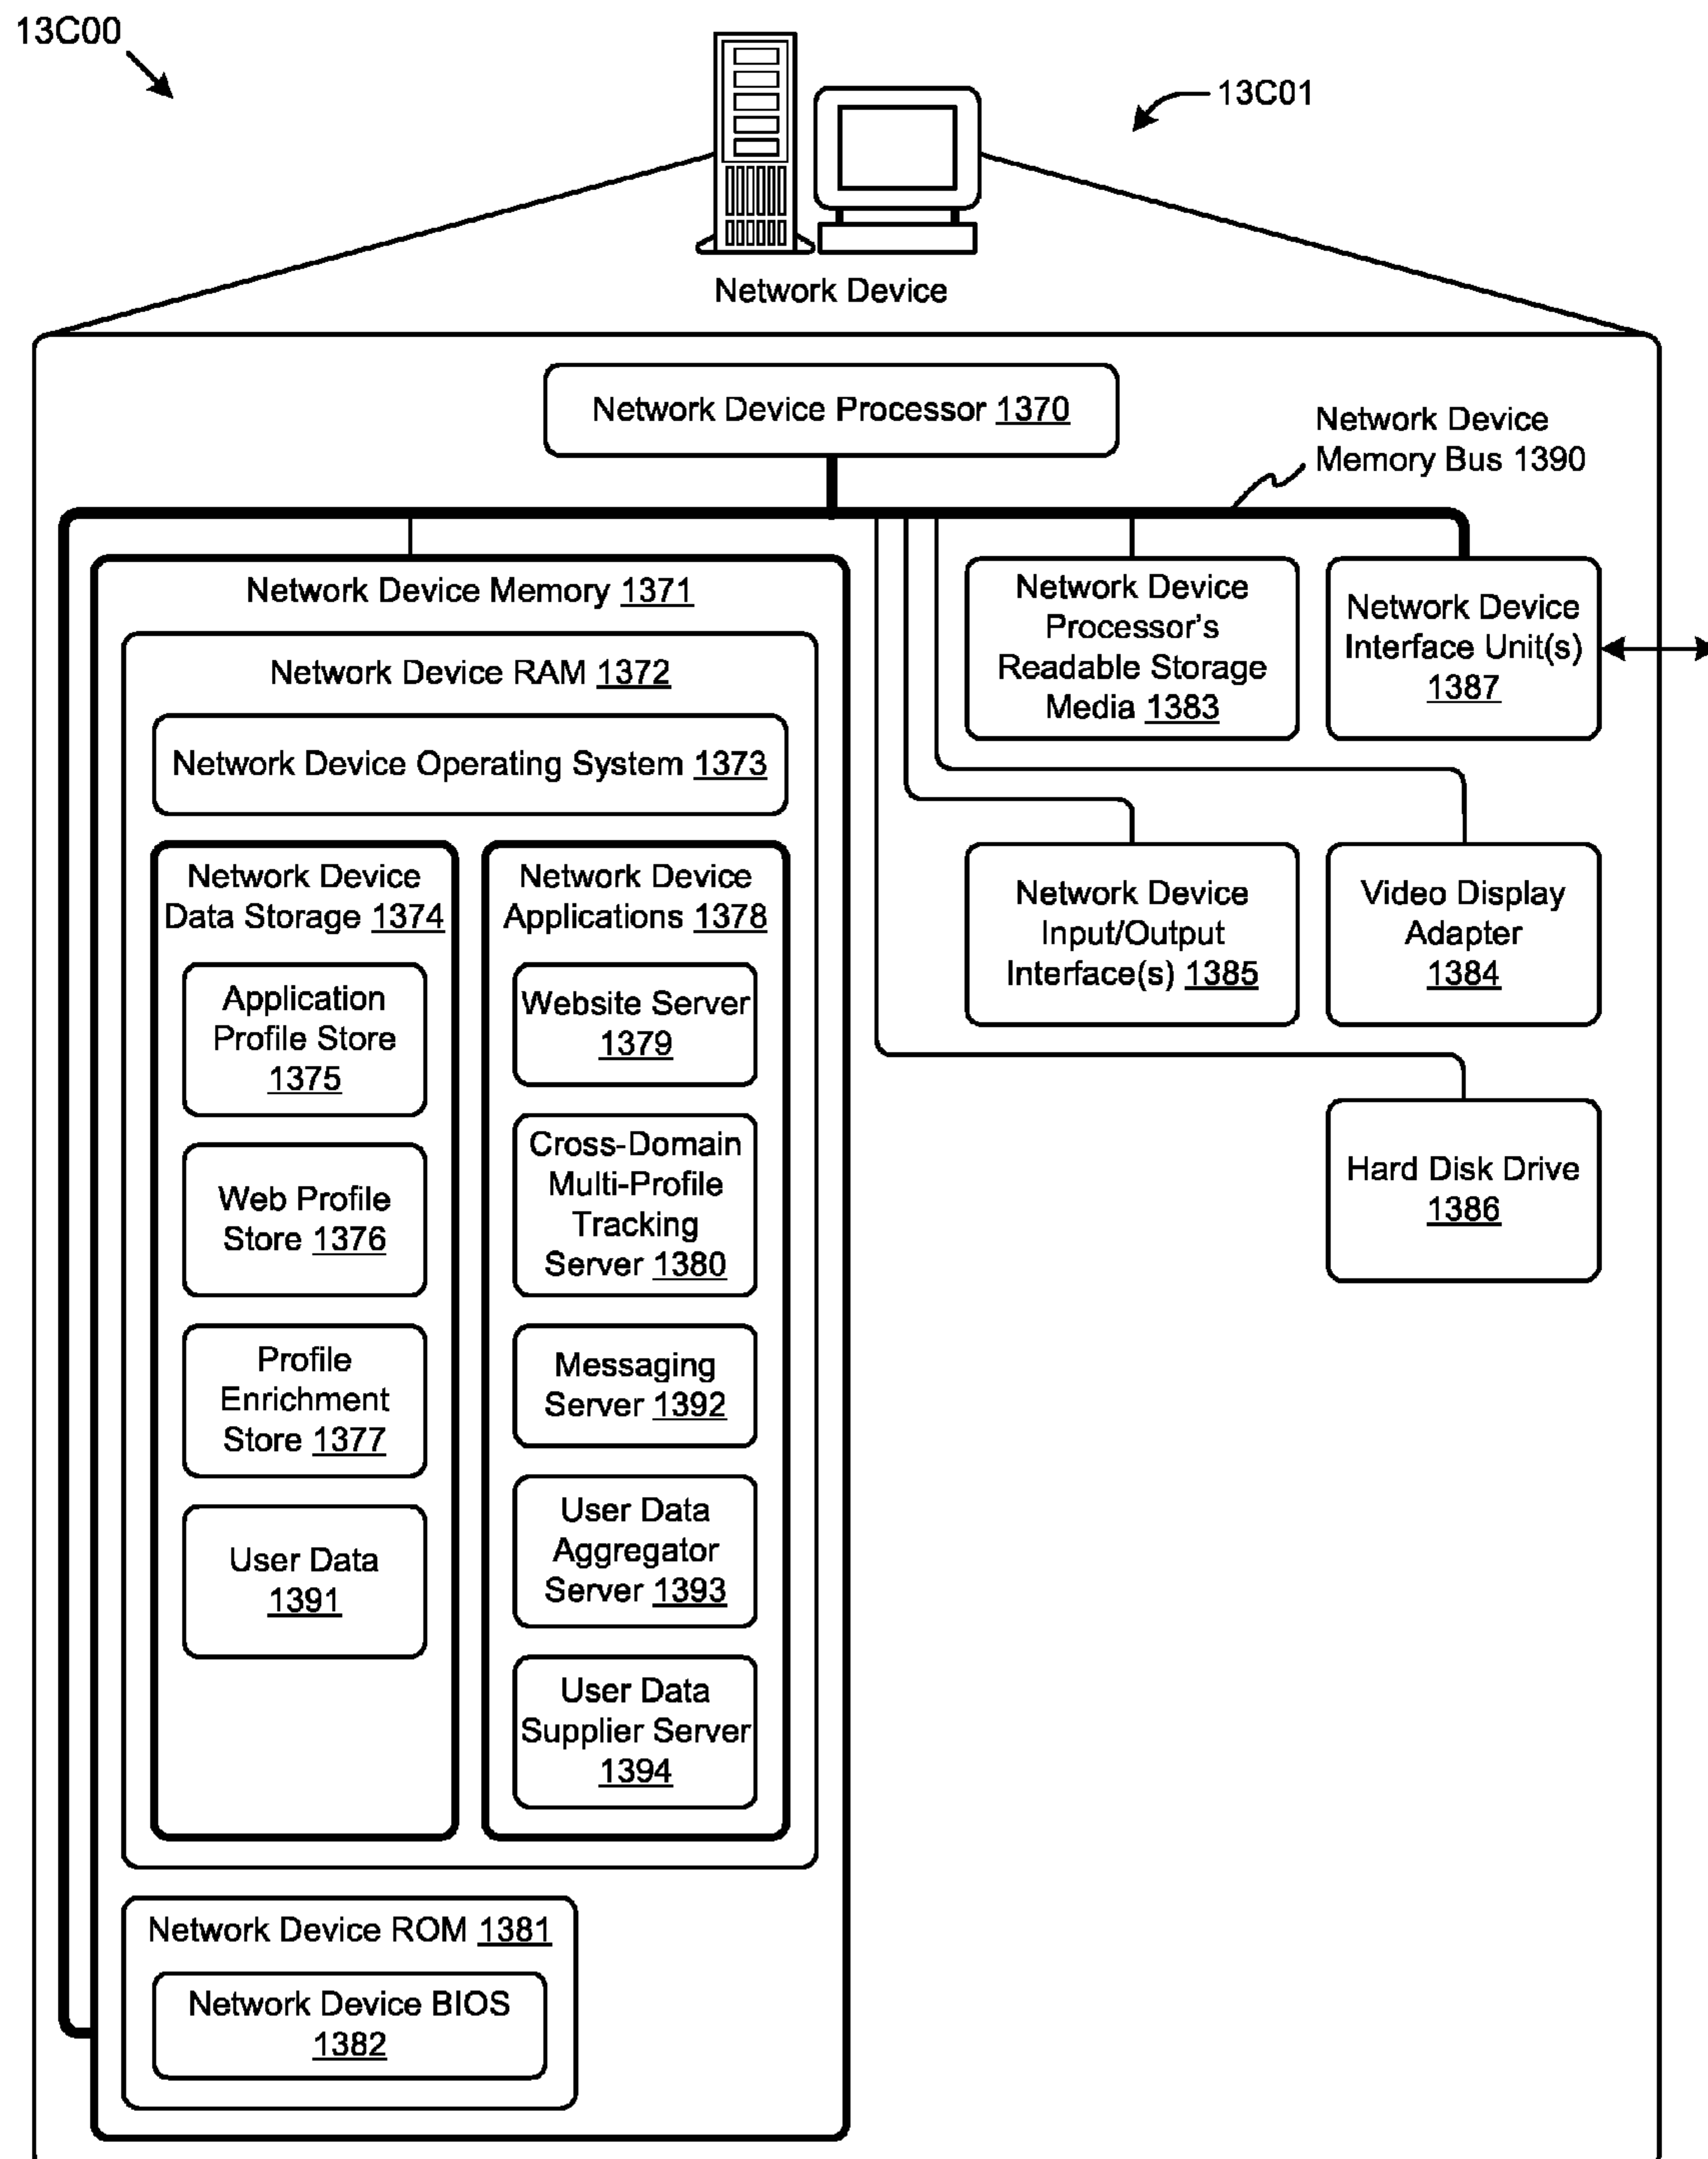 13C00
13C01
Network Device
Network Device Processor 1370
Network Device
Memory Bus 1390
Network Device Memory 1371
Network Device RAM 1372
Network Device Operating System 1373
Network Device
Data Storage 1374
Application
Profile Store
1375
Web Profile
Store 1376
Profile
Enrichment
Store 1377
User Data
1391
Network Device
Applications 1378
Website Server
1379
Cross-Domain
Multi-Profile
Tracking
Server 1380
Messaging
Server 1392
User Data
Aggregator
Server 1393
User Data
Supplier Server
1394
Network Device ROM 1381
Network Device BIOS
1382
Network Device
Processor’s
Readable Storage
Media 1383
Network Device
Interface Unit(s)
1387
Network Device
Input/Output
Interface(s) 1385
Video Display
Adapter
1384
Hard Disk Drive
1386